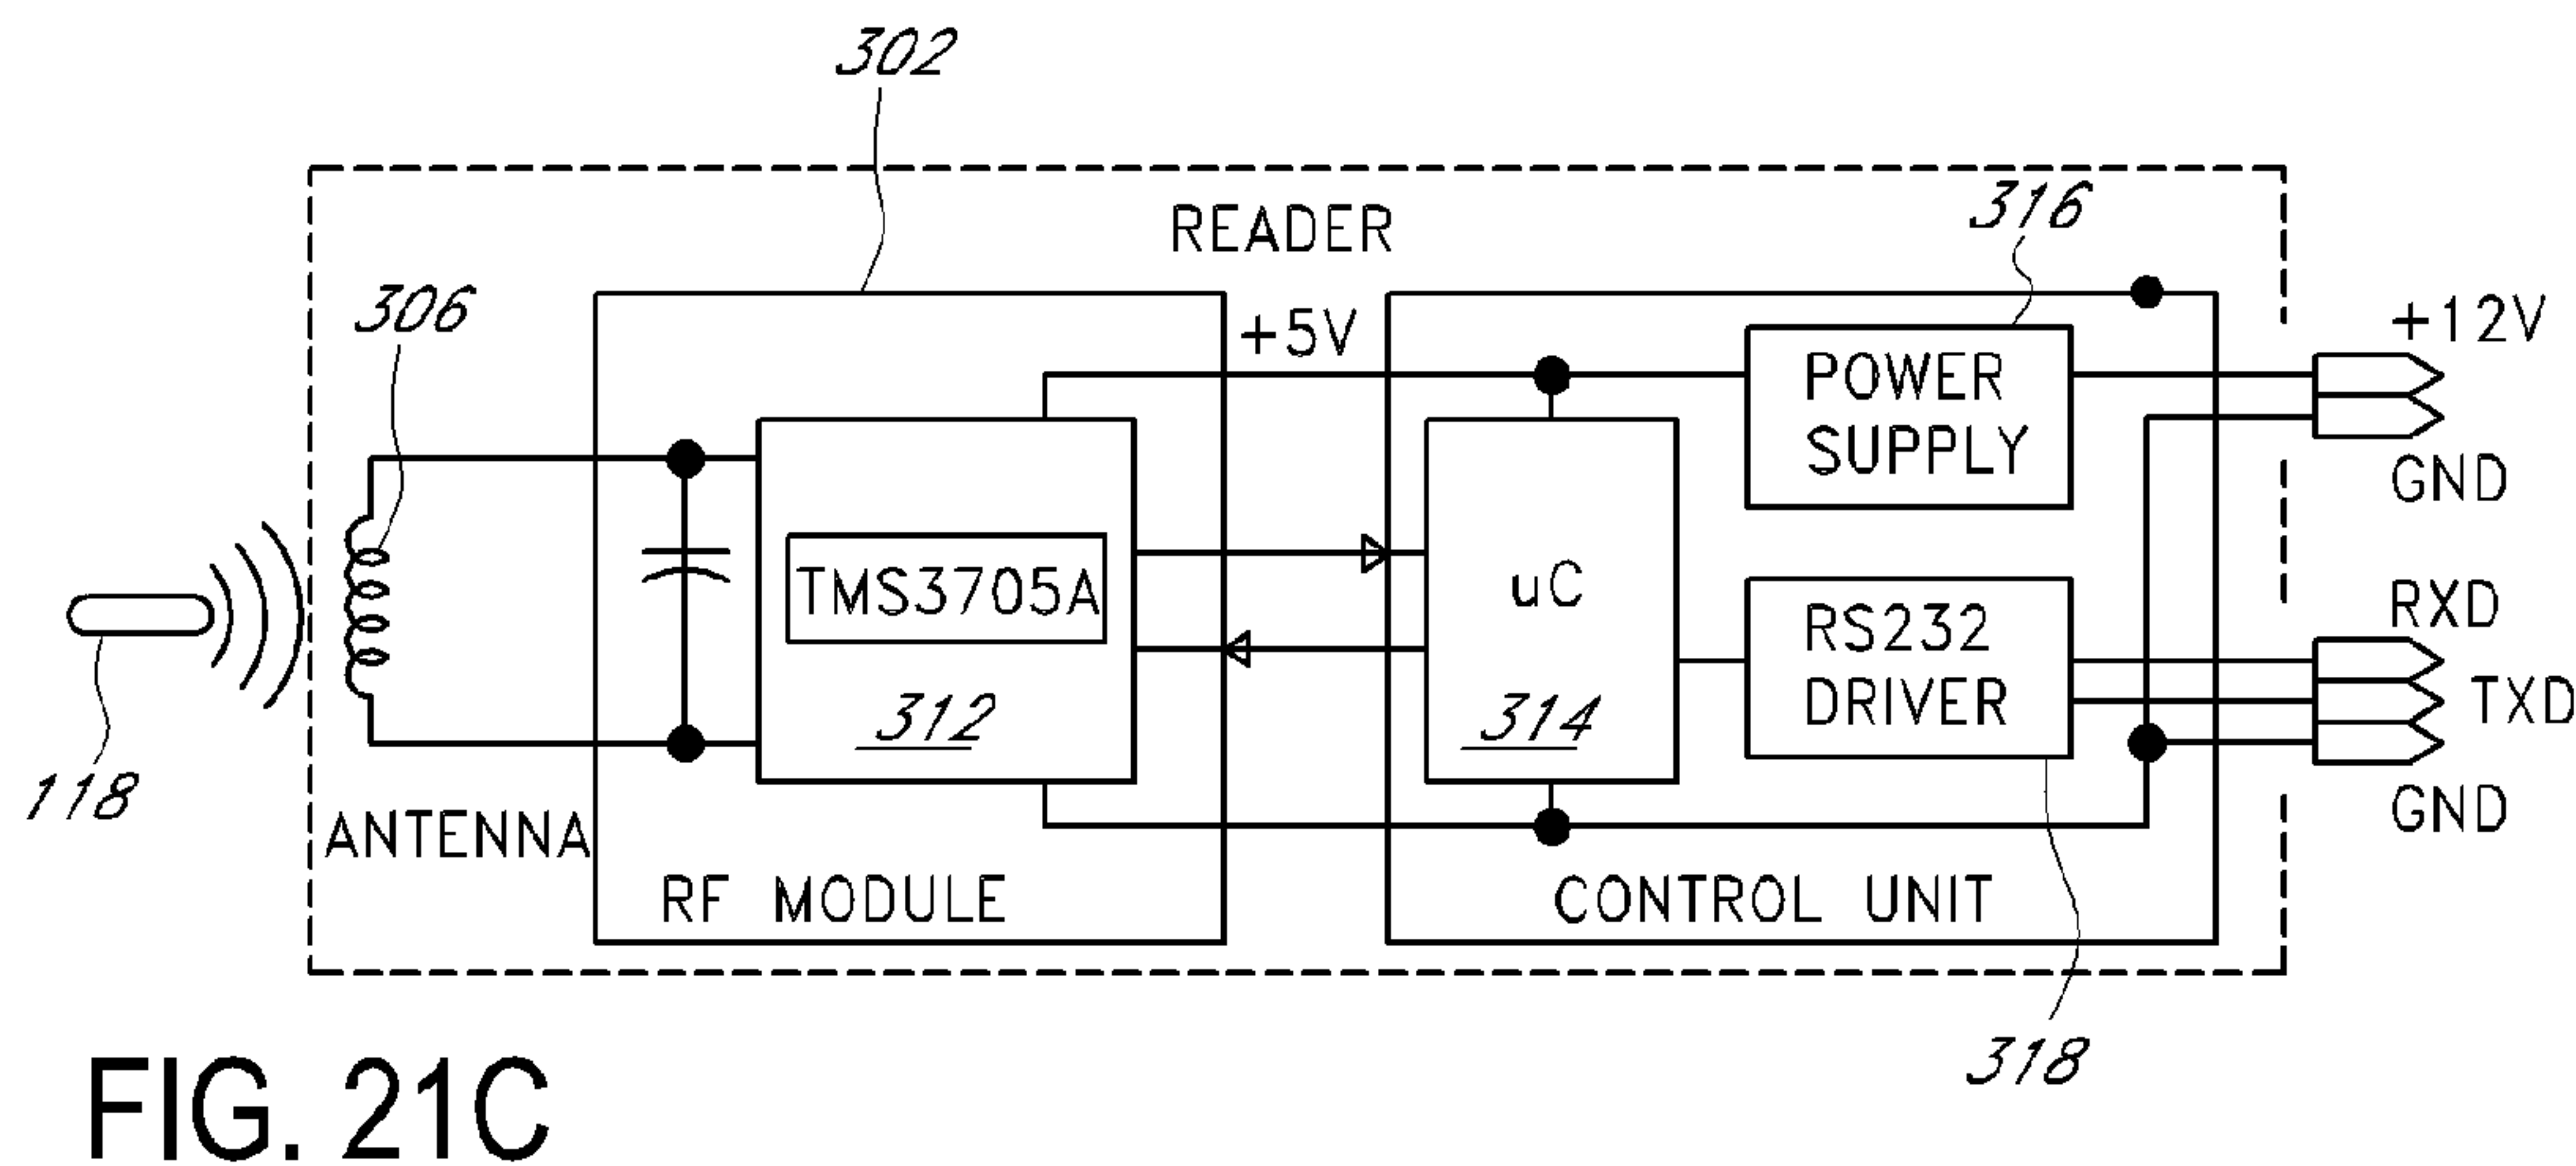 302
READER
316
306
+5V
+12V
POWER
SUPPLY
GND
TMS3705A
uC
RXD
RS232
DRIVER
TXD
312
314
118
ANTENNA
GND
RF MODULE
CONTROL UNIT
318
FIG. 21C